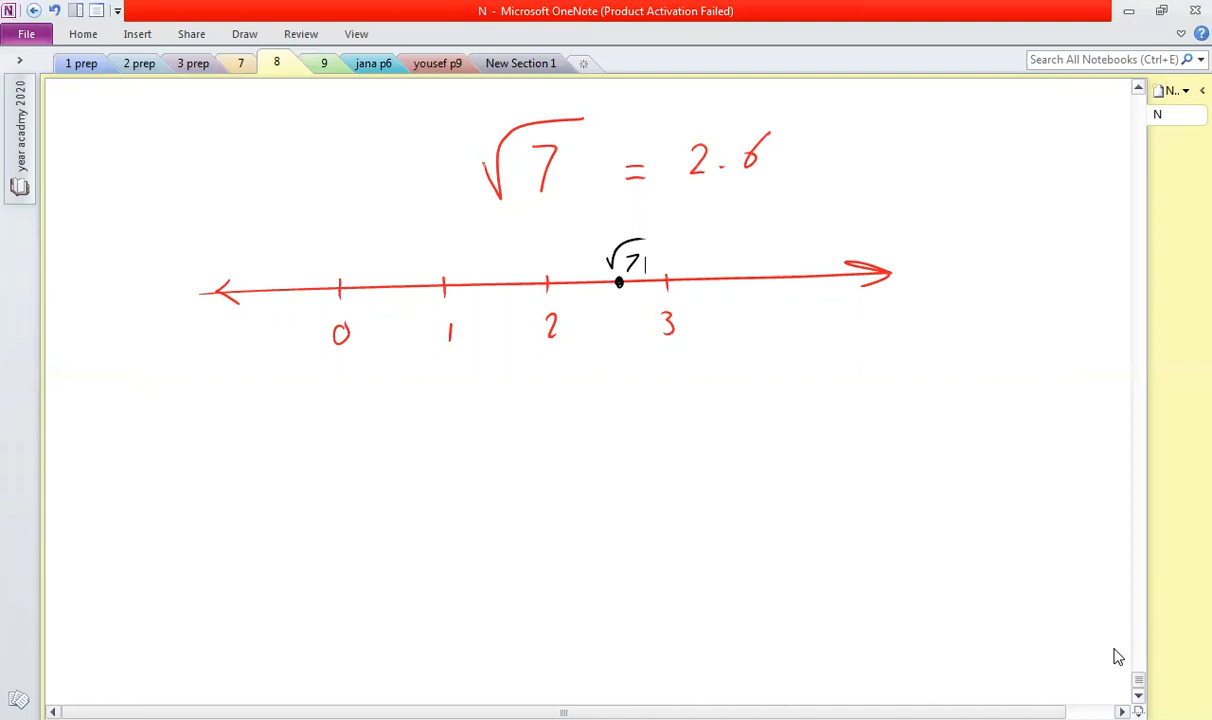 N - Microsoft OneNote (Product Activation Failed)
File Home Insert Share Draw Review View
1 prep 2 prep 3 prep 7 8 9 jana p6 yousef p9 New Section 1
Search All Notebooks (Ctrl+E)
N..
N
year acadmy 2020
√7 = 2.6
√7
0 1 2 3